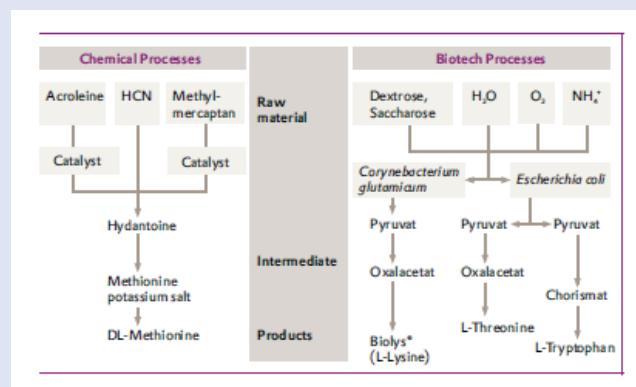 Chemical Processes
Biotech Processes
Acroleine
HCN
Methyl-
mercaptan
Raw
material
Dextrose,
Saccharose
H₂O
O₂
NH₄⁺
Catalyst
Catalyst
Corynebacterium
glutamicum
Escherichia coli
Hydantoine
Pyruvat
Pyruvat
Pyruvat
Intermediate
Oxalacetat
Oxalacetat
Methionine
potassium salt
Chorismat
DL-Methionine
Products
Biolys®
(L-Lysine)
L-Threonine
L-Tryptophan